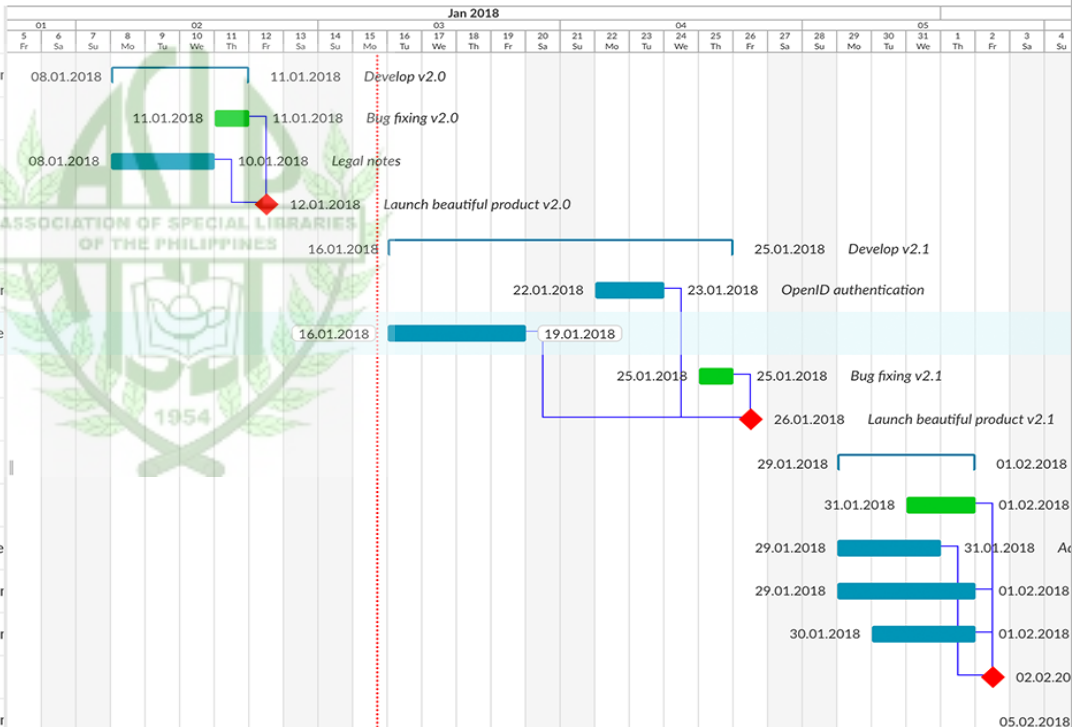 Jan 2018
01 02 03 04 05
5 6 7 8 9 10 11 12 13 14 15 16 17 18 19 20 21 22 23 24 25 26 27 28 29 30 31 1 2 3 4
Fr Sa Su Mo Tu We Th Fr Sa Su Mo Tu We Th Fr Sa Su Mo Tu We Th Fr Sa Su Mo Tu We Th Fr Sa Su
08.01.2018 11.01.2018 Develop v2.0
11.01.2018 11.01.2018 Bug fixing v2.0
08.01.2018 10.01.2018 Legal notes
12.01.2018 Launch beautiful product v2.0
ASSOCIATION OF SPECIAL LIBRARIES
OF THE PHILIPPINES
16.01.2018 25.01.2018 Develop v2.1
22.01.2018 23.01.2018 OpenID authentication
16.01.2018 19.01.2018
25.01.2018 25.01.2018 Bug fixing v2.1
1954
26.01.2018 Launch beautiful product v2.1
29.01.2018 01.02.2018
31.01.2018 01.02.2018
29.01.2018 31.01.2018
29.01.2018 01.02.2018
30.01.2018 01.02.2018
02.02.20
05.02.2018